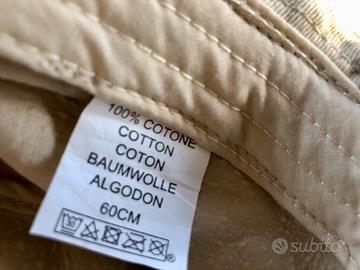 100% COTONE
COTTON
COTON
BAUMWOLLE
ALGODON
60CM
subito